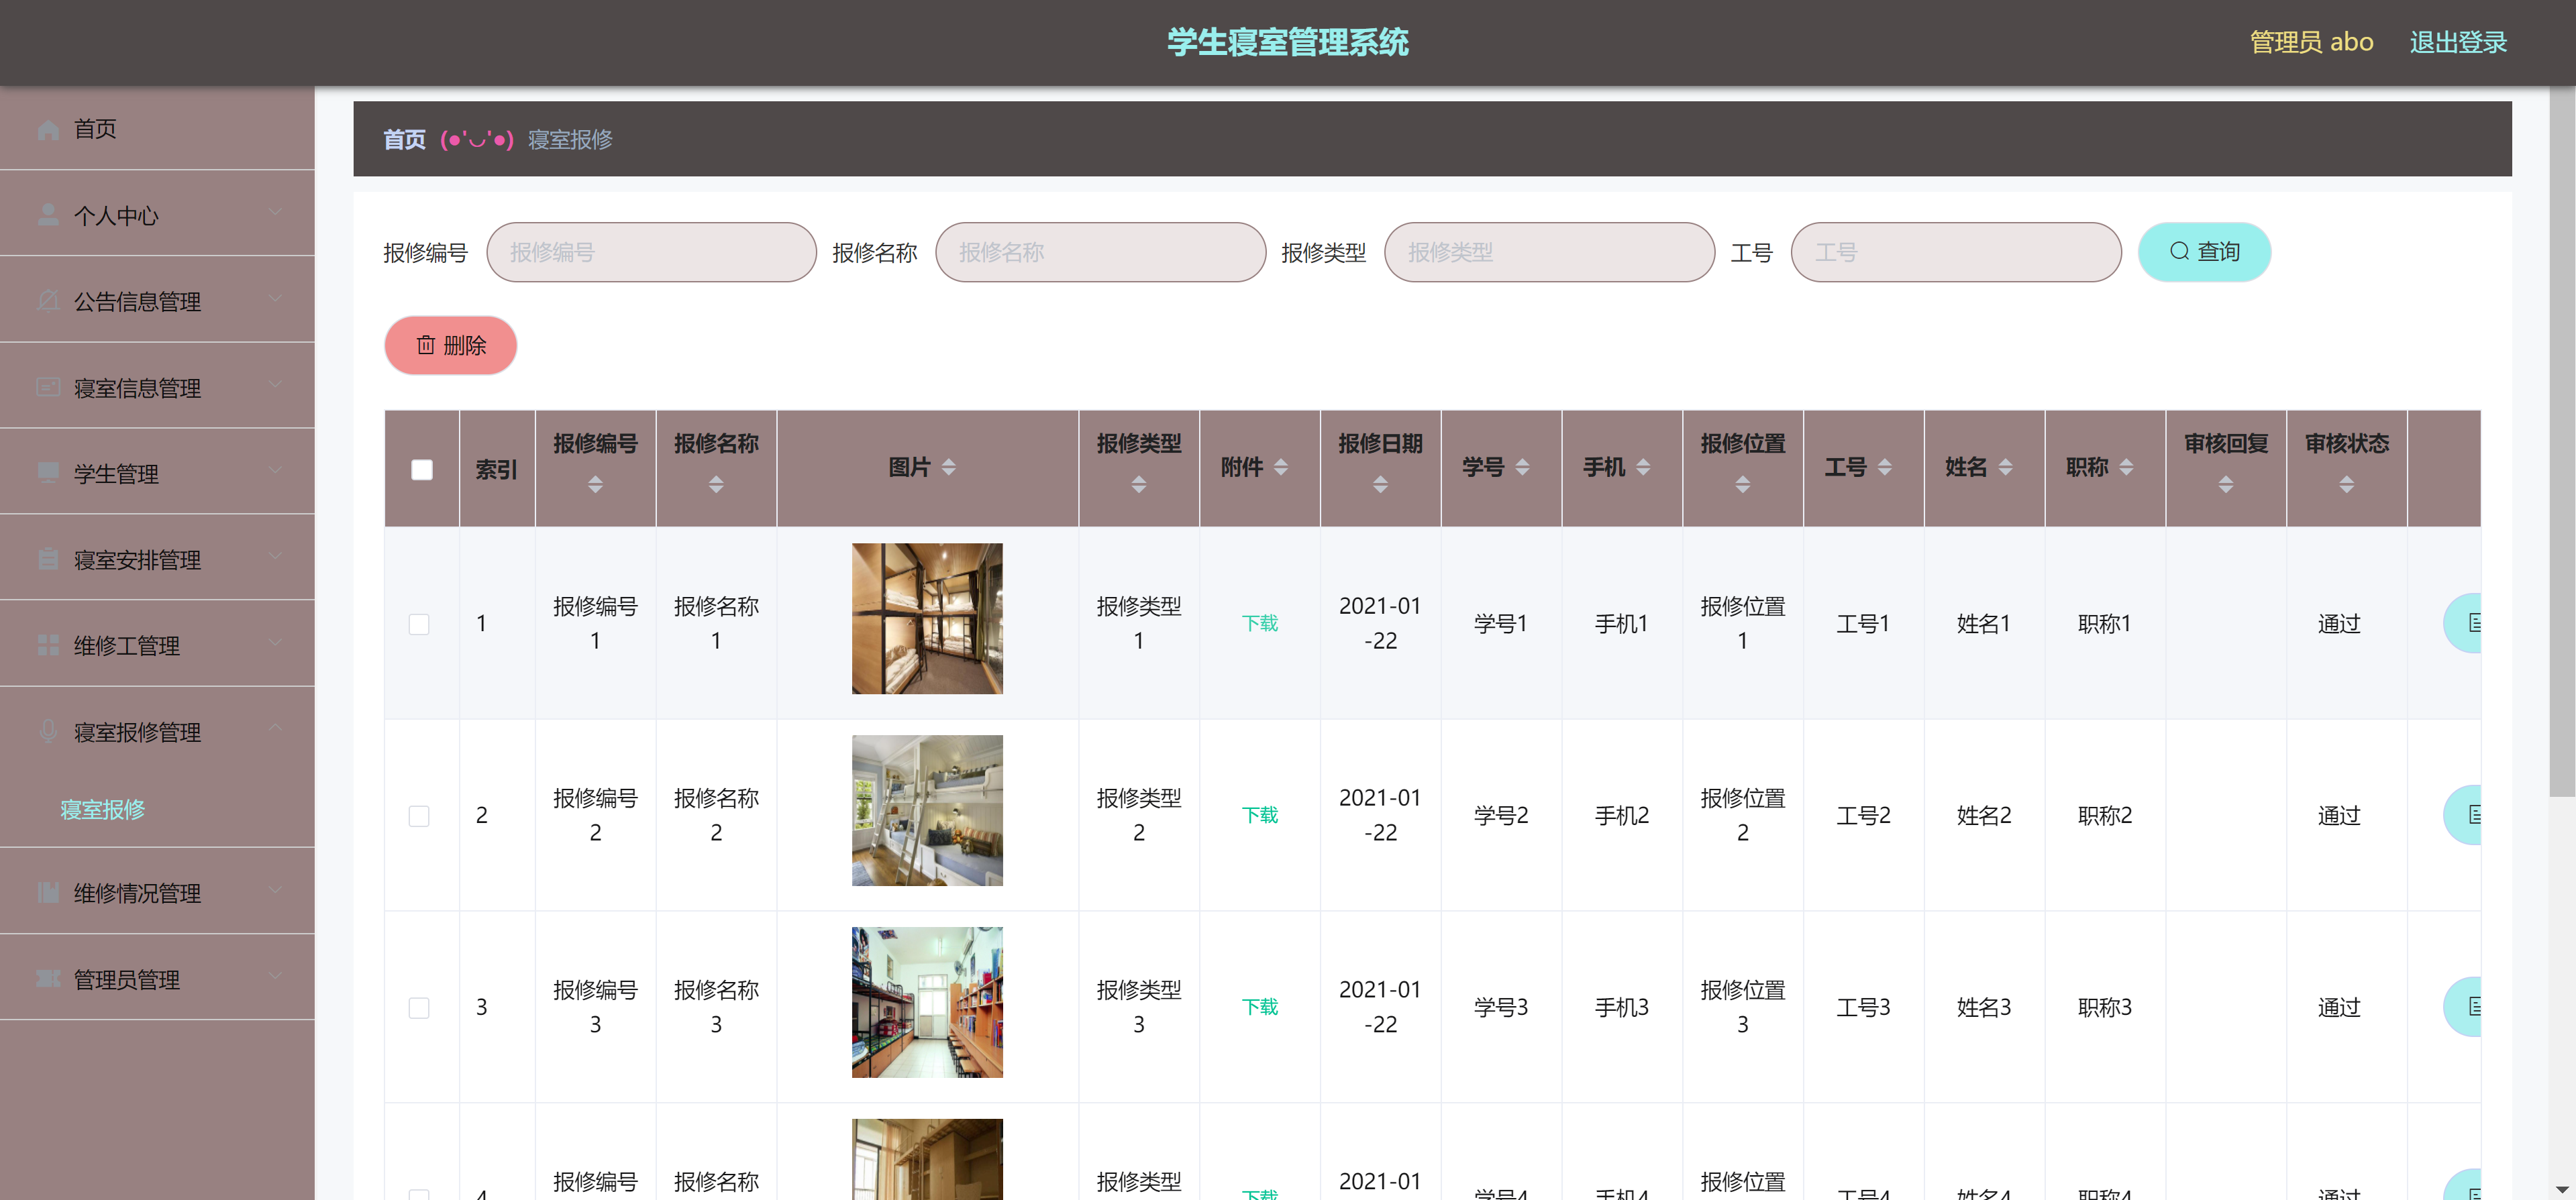 学生寝室管理系统
管理员 abo
退出登录
首页
个人中心
公告信息管理
寝室信息管理
学生管理
寝室安排管理
维修工管理
寝室报修管理
寝室报修
维修情况管理
管理员管理
首页 (●'◡'●) 寝室报修
报修编号 报修编号 报修名称 报修名称 报修类型 报修类型 工号 工号 查询
删除
索引 报修编号 报修名称 图片 报修类型 附件 报修日期 学号 手机 报修位置 工号 姓名 职称 审核回复 审核状态
1 报修编号1 报修名称1 报修类型1 下载 2021-01-22 学号1 手机1 报修位置1 工号1 姓名1 职称1 通过
2 报修编号2 报修名称2 报修类型2 下载 2021-01-22 学号2 手机2 报修位置2 工号2 姓名2 职称2 通过
3 报修编号3 报修名称3 报修类型3 下载 2021-01-22 学号3 手机3 报修位置3 工号3 姓名3 职称3 通过
4 报修编号 报修名称 报修类型 下载 2021-01 学号4 手机4 报修位置 工号4 姓名4 职称4 通过